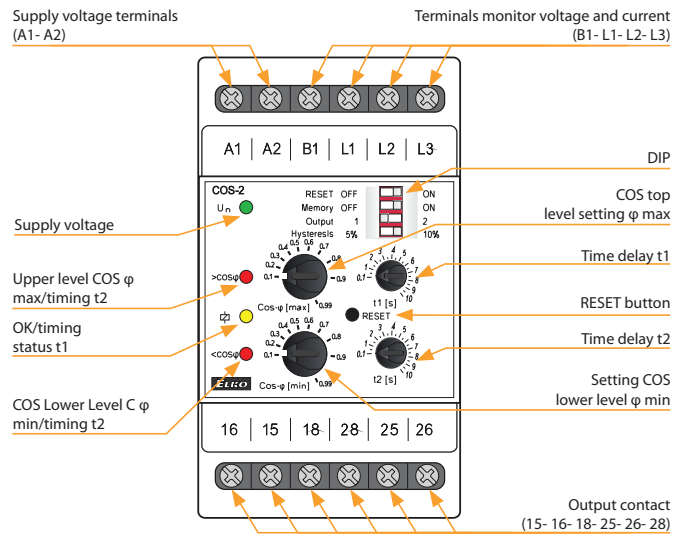 Supply voltage terminals
(A1- A2)
Terminals monitor voltage and current
(B1- L1- L2- L3)
A1 A2 B1 L1 L2 L3
COS-2
Un
RESET OFF ON
Memory OFF ON
Output 1 2
Hysteresis 5% 10%
DIP
COS top
level setting φ max
Supply voltage
0.1 0.2 0.3 0.4 0.5 0.6 0.7 0.8 0.9 0.99
>cosφ
Cos-φ [max]
0.1 1 2 3 4 5 6 7 8 9 10
t1 [s]
Time delay t1
Upper level COS φ
max/timing t2
RESET
RESET button
OK/timing
status t1
0.1 0.2 0.3 0.4 0.5 0.6 0.7 0.8 0.9 0.99
<cosφ
Cos-φ [min]
0.1 1 2 3 4 5 6 7 8 9 10
t2 [s]
Time delay t2
ELKO
Setting COS
lower level φ min
COS Lower Level C φ
min/timing t2
16 15 18 28 25 26
Output contact
(15- 16- 18- 25- 26- 28)